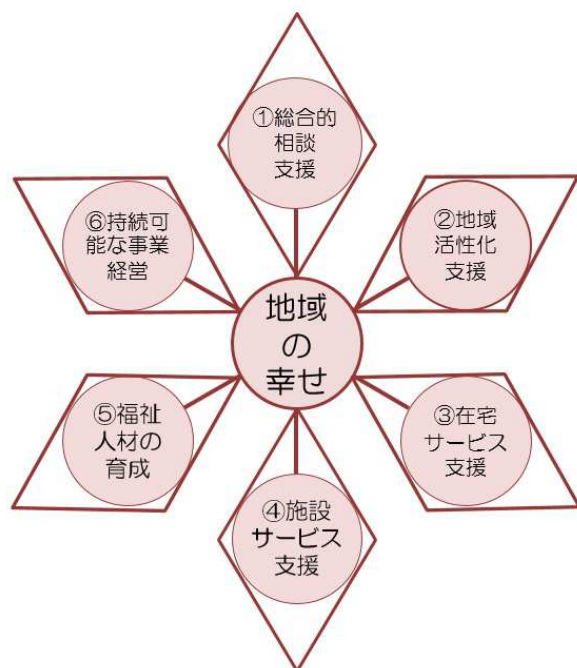 ①総合的
相談
支援
②地域
活性化
支援
③在宅
サービス
支援
④施設
サービス
支援
⑤福祉
人材の
育成
⑥持続可
能な事業
経営
地域
の
幸せ